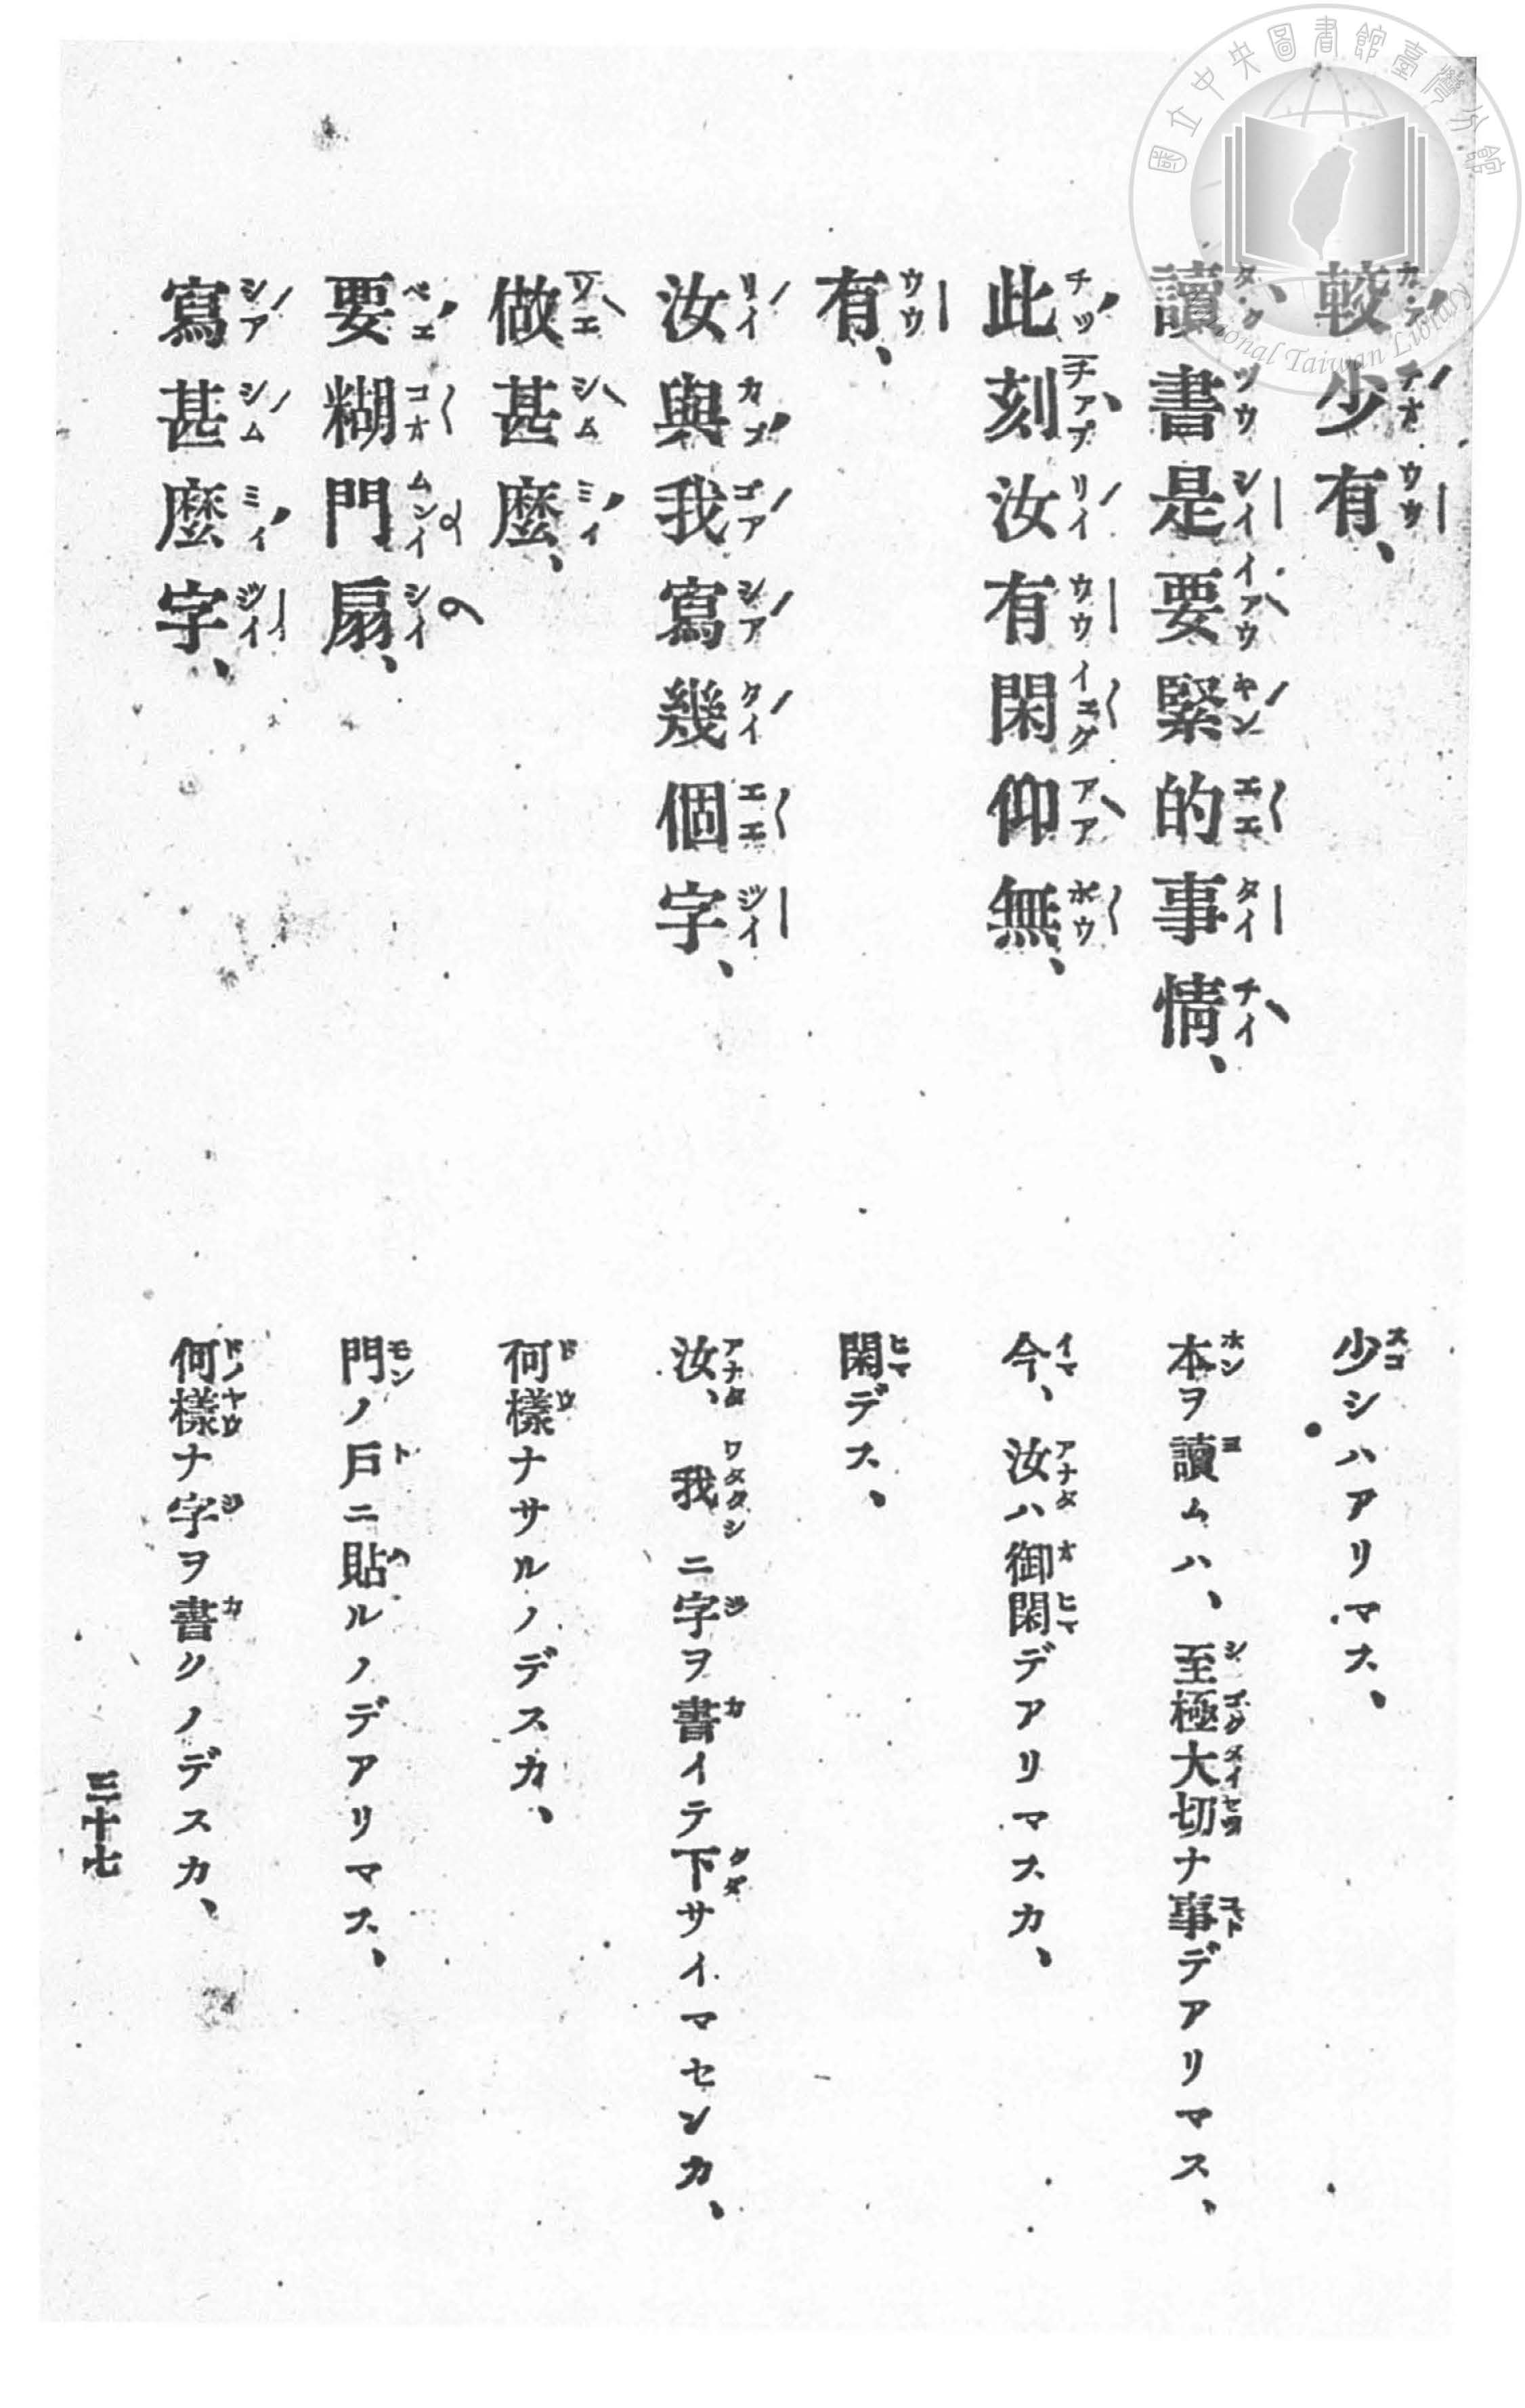 較少有、
少シハアリマス、
讀書是要緊的事情、
本ヲ讀ムハ、至極大切ナ事デアリマス、
此刻汝有閑仰無、
今、汝ハ御閑デアリマスカ、
有、
閑デス、
汝與我寫幾個字、
汝、我ニ字ヲ書イテ下サイマセンカ、
做甚麼、
何樣ナサルノデスカ、
要糊門扇、
門ノ戶ニ貼ルノデアリマス、
寫甚麼字、
何樣ナ字ヲ書クノデスカ、
三十七
國立中央圖書館臺灣分館
National Taiwan Library